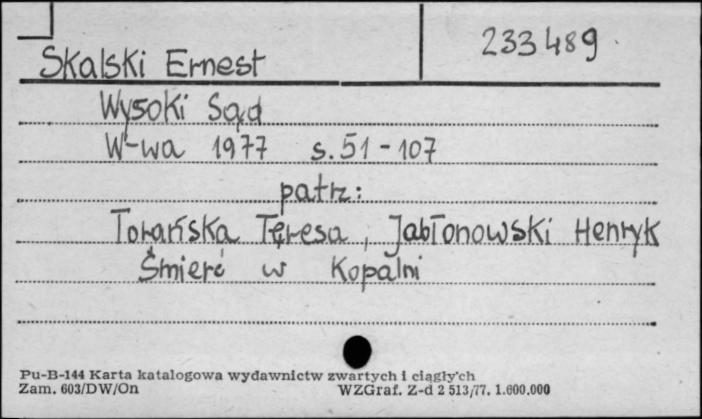 233489
Skalski Ernest
Wysoki Sąd
W-wa 1977 s. 51 - 107
patrz:
Torańska Teresa, Jabłonowski Henryk
Śmierć w Kopalni
Pu-B-144 Karta katalogowa wydawnictw zwartych i ciągłych
Zam. 603/DW/On WZGraf. Z-d 2 513/77. 1.600.000